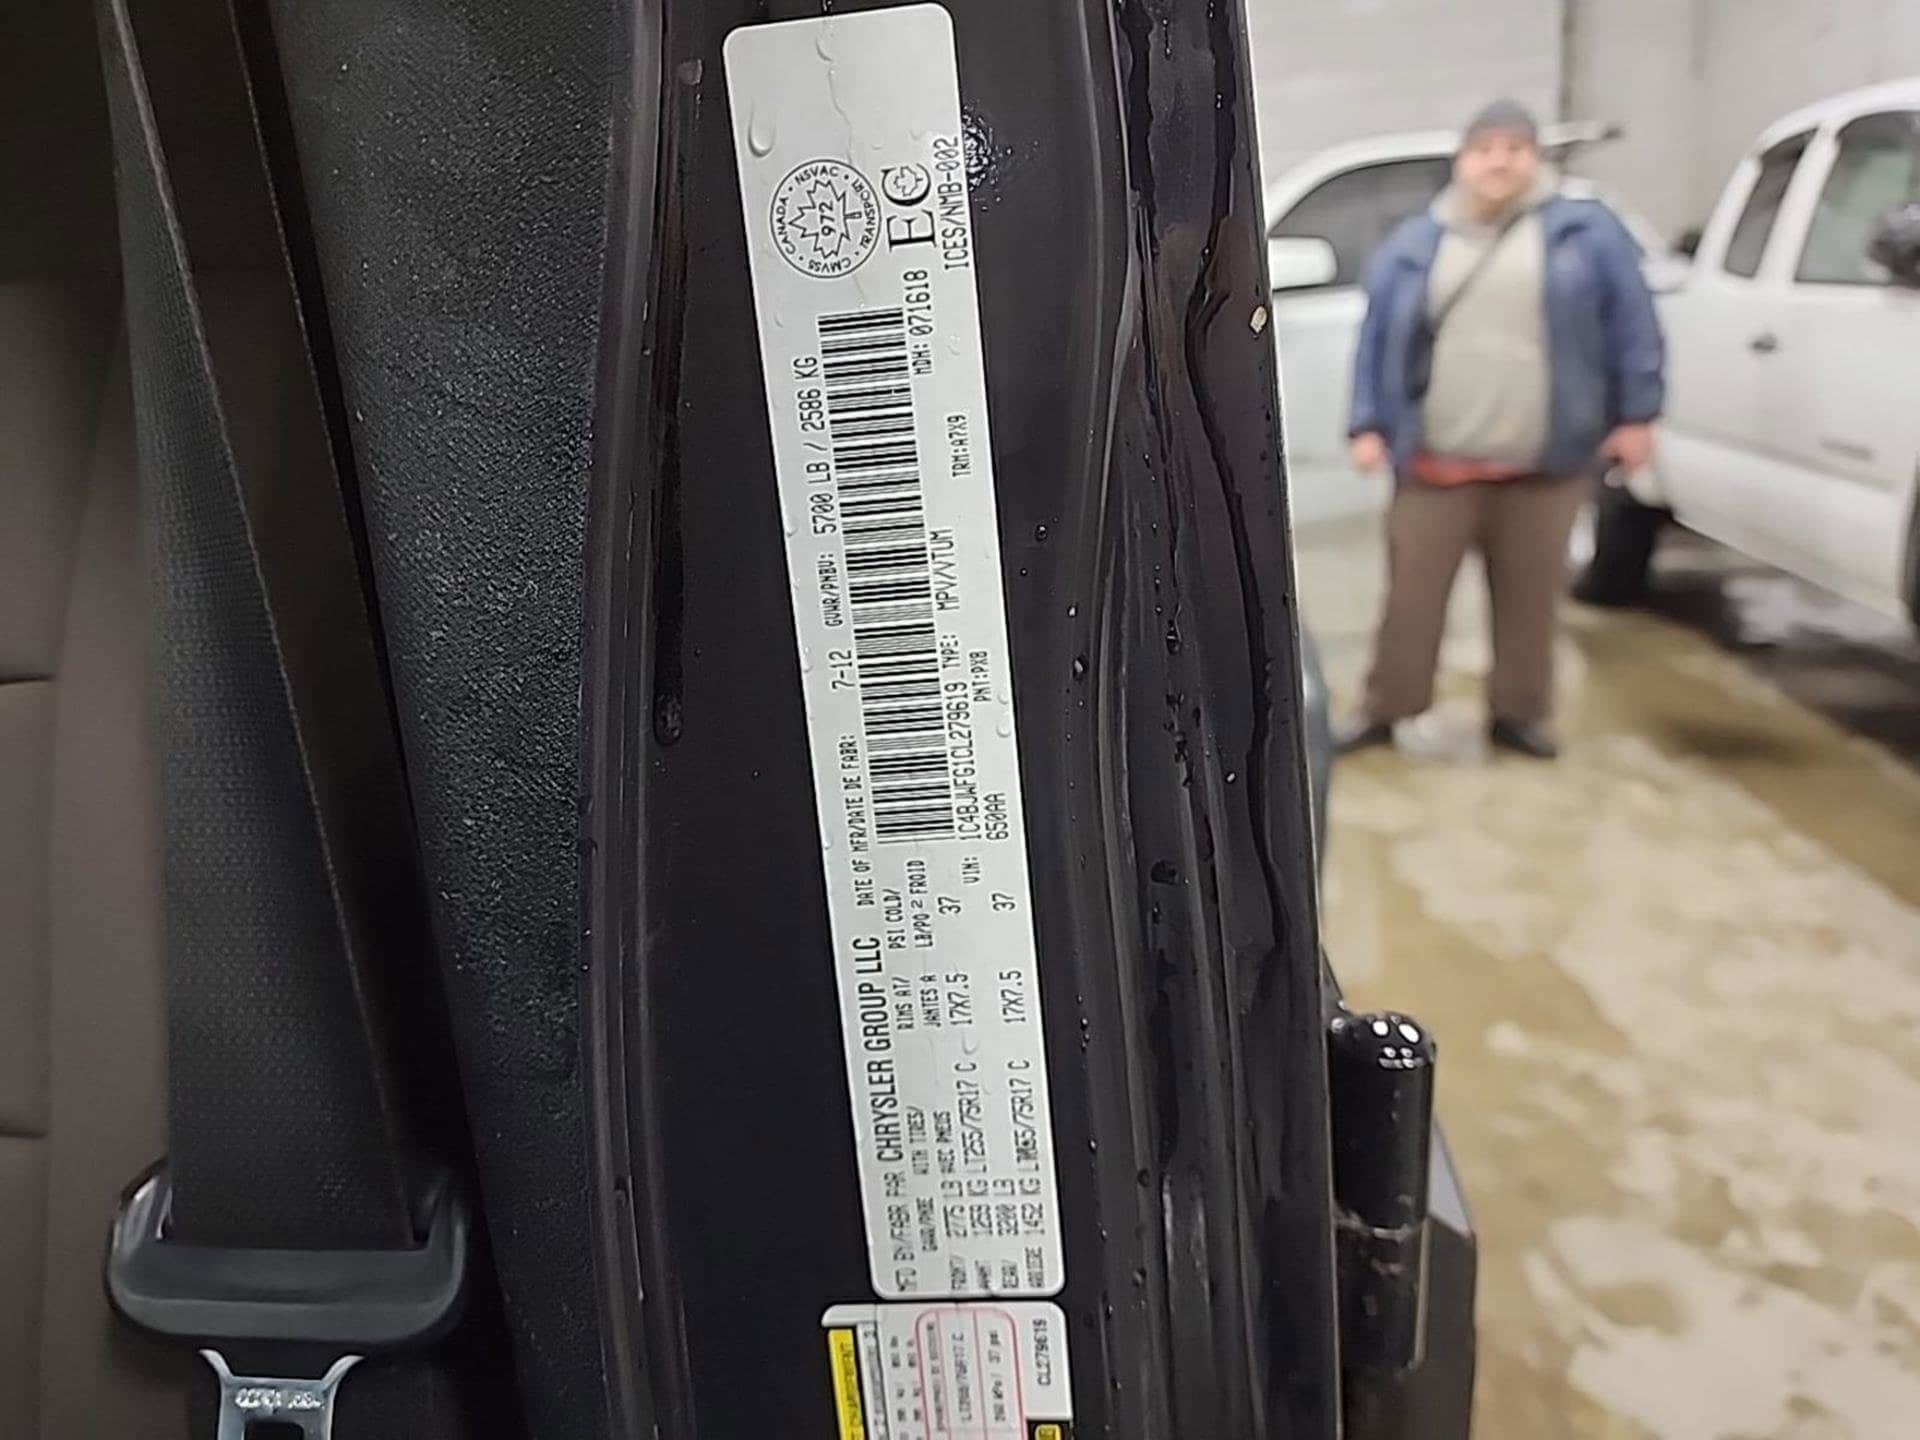 MFD BY/FABR PAR CHRYSLER GROUP LLC
DATE OF MFR/DATE DE FABR: 7-12
GVWR/PNBV: 5700 LB / 2586 KG
GAWR/PNBE WITH TIRES/ AVEC PNEUS
RIMS AT/ JANTES A
PSI COLD/ LB/PO2 FROID
FRONT/ AVANT 2775 LB 1259 KG LT255/75R17 C 17X7.5 37
REAR/ ARRIERE 3200 LB 1452 KG LT255/75R17 C 17X7.5 37
VIN: 1C4BJWFG1CL279619 TYPE: MPV/VTUM
650AA PNT:PXB TRM:A7X9
MDH: 071618
CANADA • NSVAC • TRANSPORT • CMVSS •
972
EC
ICES/NMB-002
CL279619